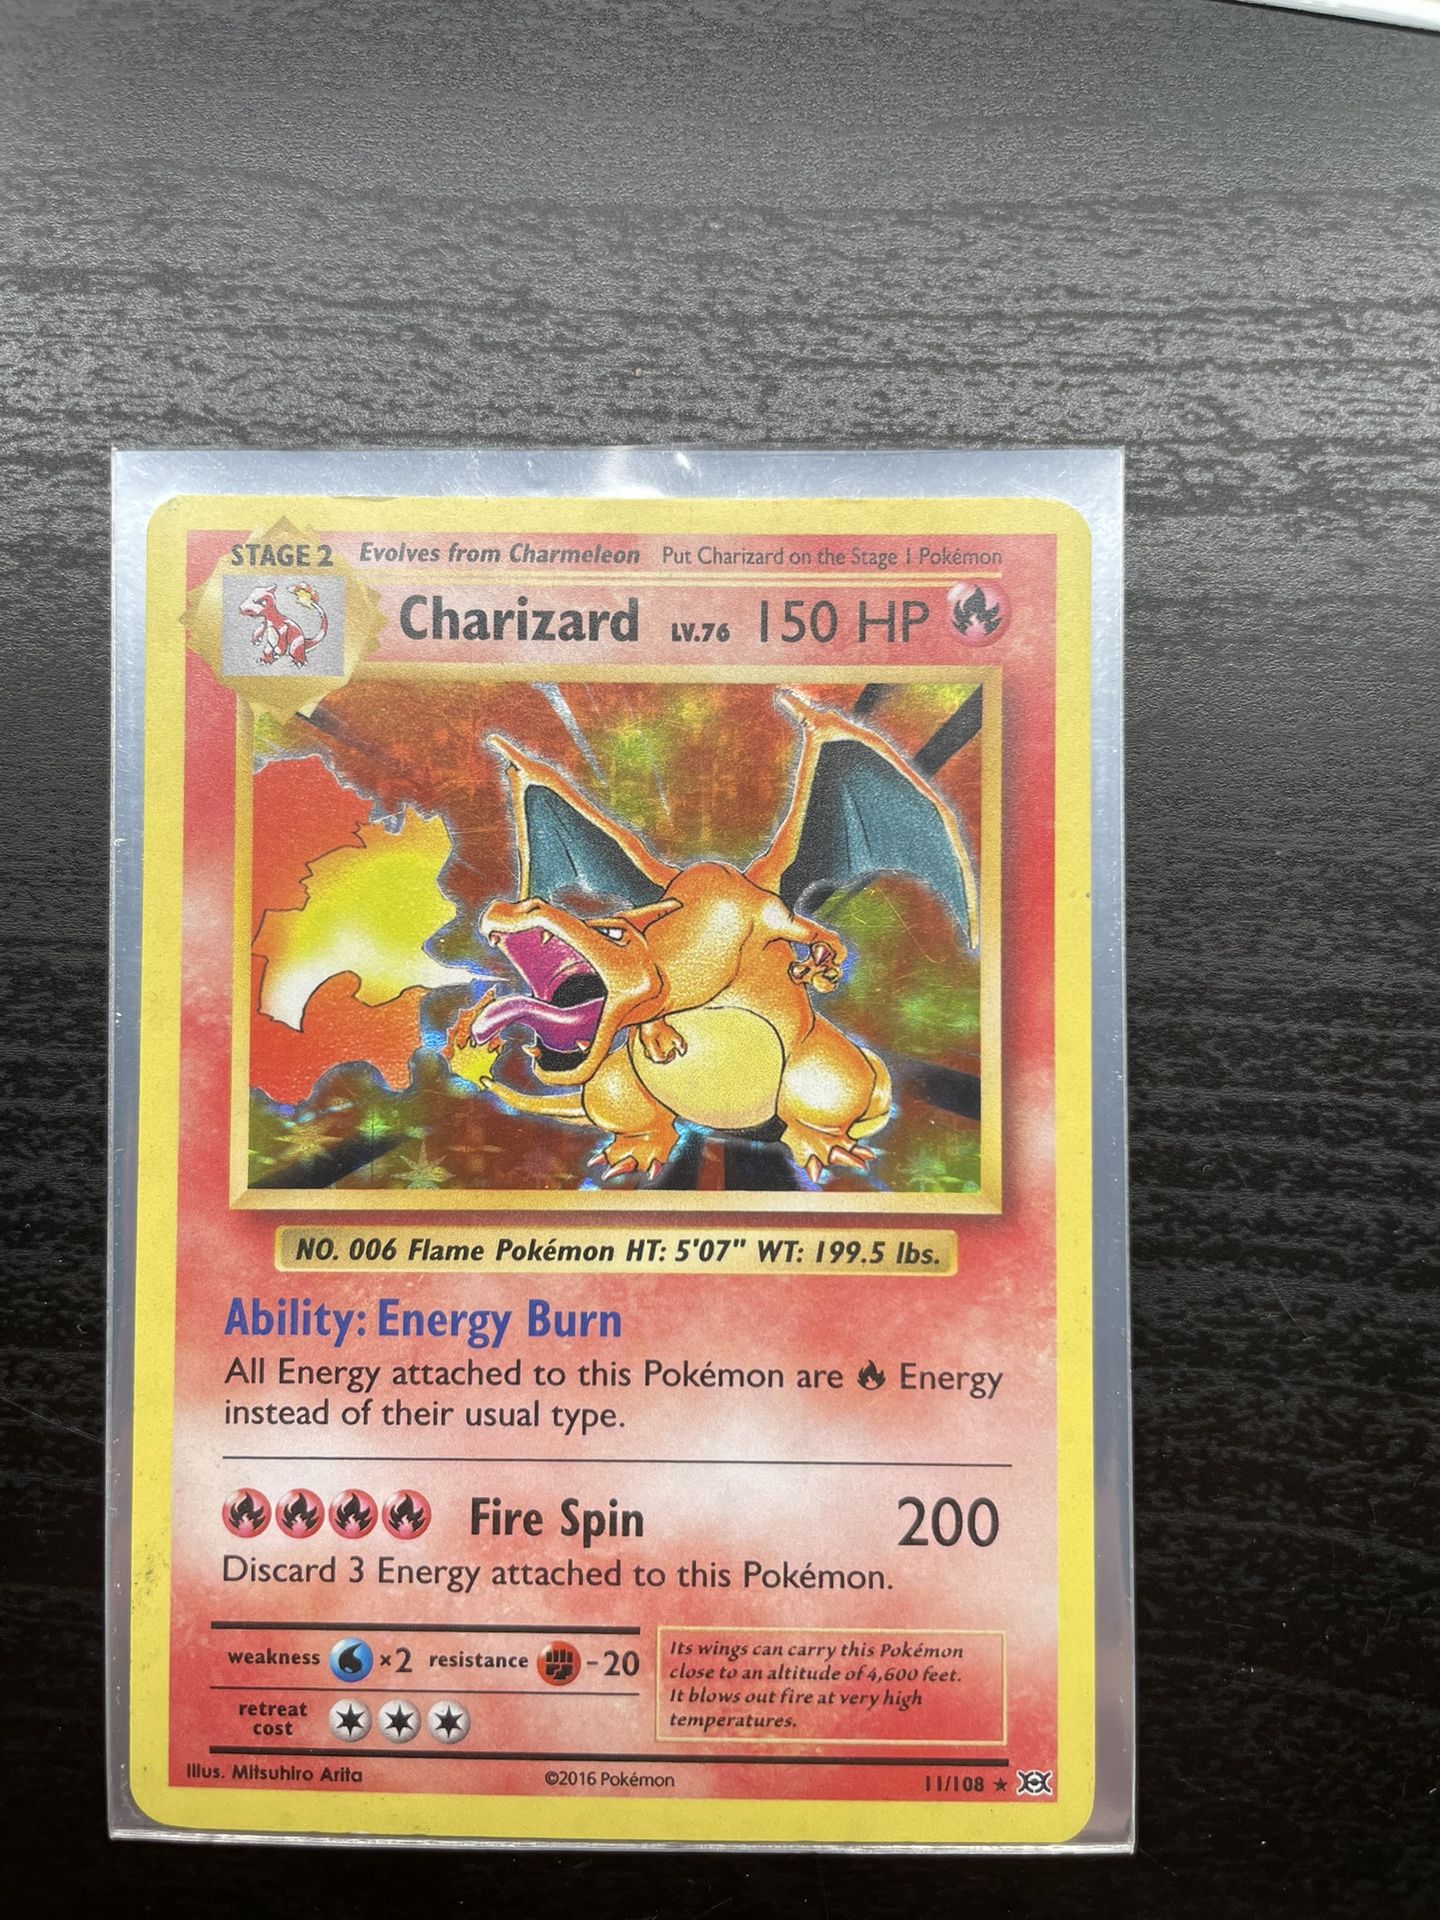 STAGE 2 Evolves from Charmeleon Put Charizard on the Stage 1 Pokémon
Charizard LV.76 150 HP
NO. 006 Flame Pokémon HT: 5'07" WT: 199.5 lbs.
Ability: Energy Burn
All Energy attached to this Pokémon are Energy
instead of their usual type.
Fire Spin 200
Discard 3 Energy attached to this Pokémon.
weakness ×2 resistance -20
retreat
cost
Its wings can carry this Pokémon
close to an altitude of 4,600 feet.
It blows out fire at very high
temperatures.
Illus. Mitsuhiro Arita ©2016 Pokémon 11/108